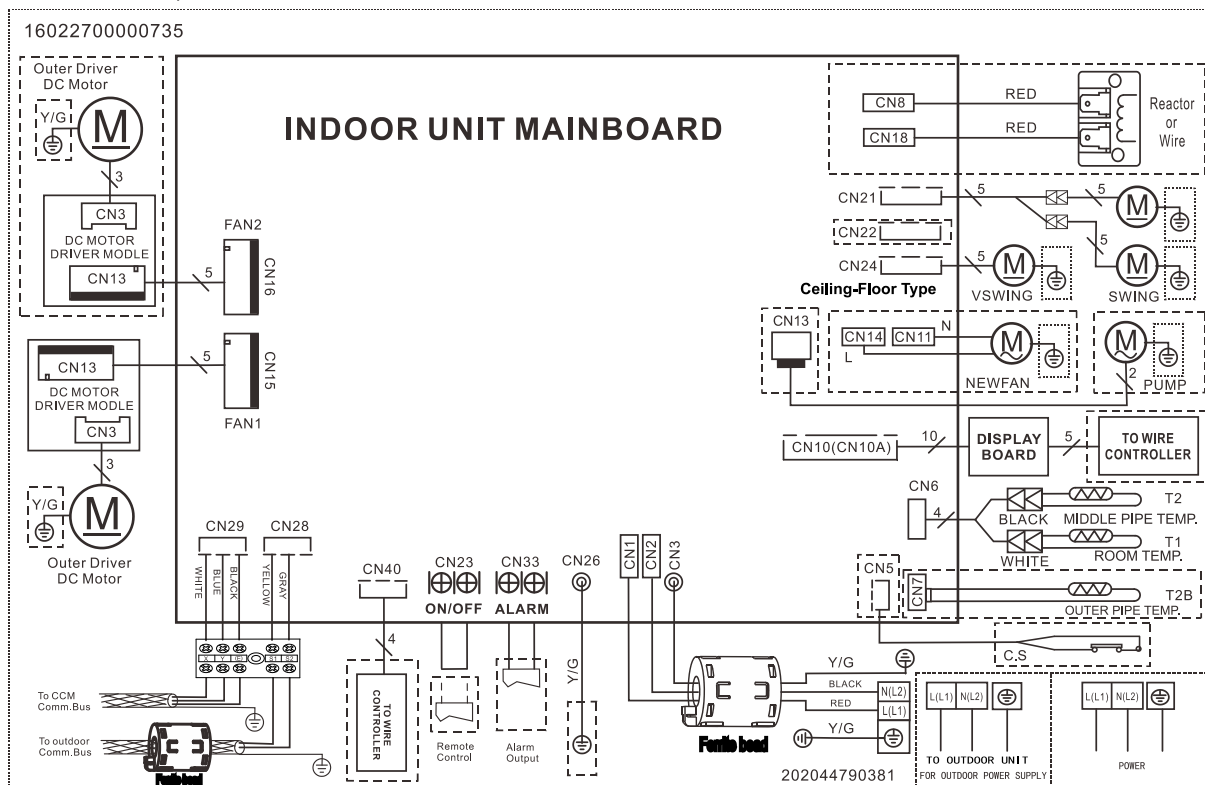 16022700000735
Outer Driver
DC Motor
Y/G
M
3
CN3
DC MOTOR
DRIVER MODLE
CN13
5
FAN2
CN16
INDOOR UNIT MAINBOARD
CN8
RED
CN18
RED
Reactor
or
Wire
CN21
5
5
M
CN22
5
CN24
5
M
M
Ceiling-Floor Type
VSWING
SWING
CN13
CN14
CN11
N
L
M
NEWFAN
M
2
PUMP
CN13
5
CN15
DC MOTOR
DRIVER MODLE
CN3
FAN1
3
Y/G
M
Outer Driver
DC Motor
CN10(CN10A)
10
DISPLAY
BOARD
5
TO WIRE
CONTROLLER
CN6
4
BLACK
T2
MIDDLE PIPE TEMP.
WHITE
T1
ROOM TEMP.
CN5
CN7
T2B
OUTER PIPE TEMP.
C.S
CN29
CN28
WHITE
BLUE
BLACK
YELLOW
GRAY
X
Y
(E)
S1
S2
To CCM
Comm.Bus
To outdoor
Comm.Bus
Ferrite bead
CN40
4
TO WIRE
CONTROLLER
CN23
ON/OFF
Remote
Control
CN33
ALARM
Alarm
Output
CN26
Y/G
CN1
CN2
CN3
Ferrite bead
Y/G
BLACK
RED
Y/G
N(L2)
L(L1)
202044790381
L(L1)
N(L2)
TO OUTDOOR UNIT
FOR OUTDOOR POWER SUPPLY
L(L1)
N(L2)
POWER